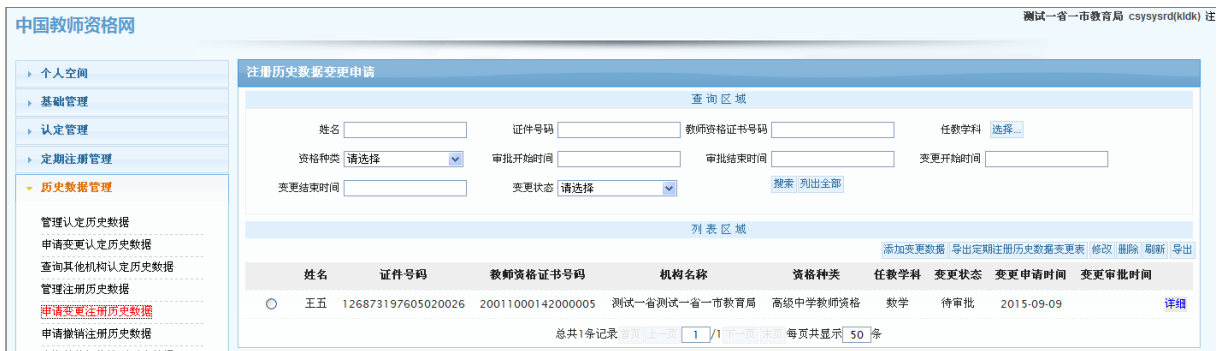 中国教师资格网
测试一省一市教育局 csysysrd(kldk) 注
个人空间
基础管理
认定管理
定期注册管理
历史数据管理
管理认定历史数据
申请变更认定历史数据
查询其他机构认定历史数据
管理注册历史数据
申请变更注册历史数据
申请撤销注册历史数据
注册历史数据变更申请
查询区域
姓名 证件号码 教师资格证书号码 任教学科 选择...
资格种类 请选择 审批开始时间 审批结束时间 变更开始时间
变更结束时间 变更状态 请选择 搜索 列出全部
列表区域
添加变更数据 导出定期注册历史数据变更表 修改 删除 刷新 导出
姓名 证件号码 教师资格证书号码 机构名称 资格种类 任教学科 变更状态 变更申请时间 变更审批时间
王五 126873197605020026 20011000142000005 测试一省测试一省一市教育局 高级中学教师资格 数学 待审批 2015-09-09 详细
总共1条记录 首页 上一页 1 /1 下一页 末页 每页共显示 50 条